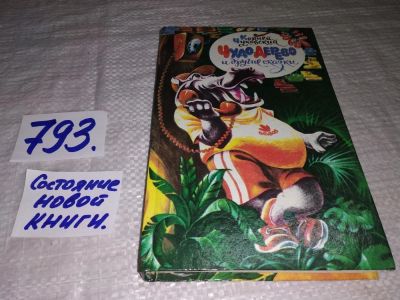 793.
Состояние
новой
книги.
Корней
Чуковский
Чудо дерево
и другие сказки